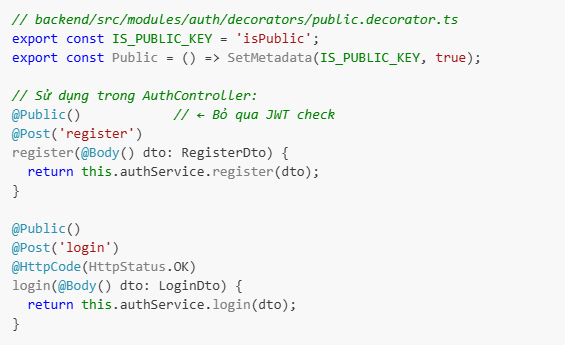 // backend/src/modules/auth/decorators/public.decorator.ts
export const IS_PUBLIC_KEY = 'isPublic';
export const Public = () => SetMetadata(IS_PUBLIC_KEY, true);

// Sử dụng trong AuthController:
@Public()          // ← Bỏ qua JWT check
@Post('register')
register(@Body() dto: RegisterDto) {
  return this.authService.register(dto);
}

@Public()
@Post('login')
@HttpCode(HttpStatus.OK)
login(@Body() dto: LoginDto) {
  return this.authService.login(dto);
}